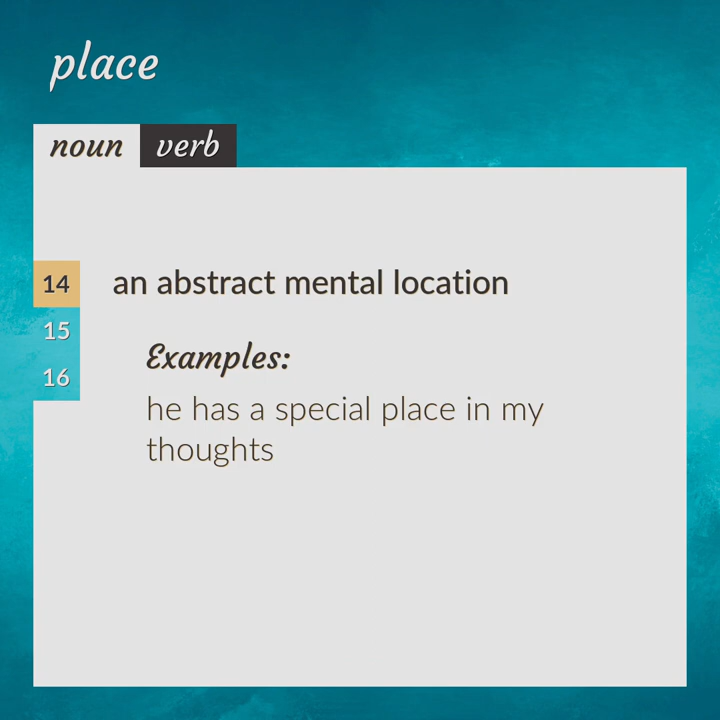 place
noun verb
14 an abstract mental location
15
Examples:
16
he has a special place in my
thoughts